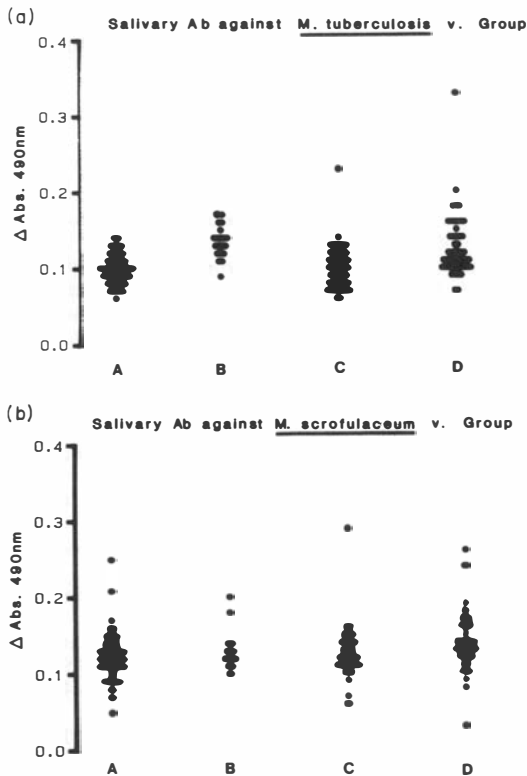 (a)
Salivary Ab against M. tuberculosis v. Group
0.4
0.3
0.2
0.1
0.0
Δ Abs. 490nm
A B C D
(b)
Salivary Ab against M. scrofulaceum v. Group
0.4
0.3
0.2
0.1
0.0
Δ Abs. 490nm
A B C D